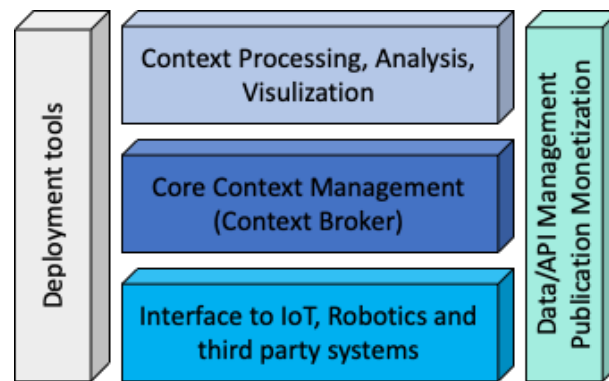 Deployment tools
Context Processing, Analysis,
Visulization
Core Context Management
(Context Broker)
Interface to IoT, Robotics and
third party systems
Data/API Management
Publication Monetization